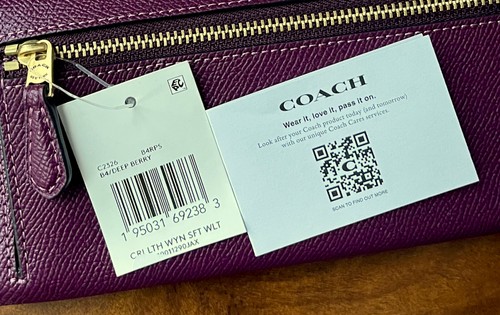 C2326 B4RPS
B4/DEEP BERRY
1 95031 69238 3
CRI LTH WYN SFT WLT
COACH
Wear it, love it, pass it on.
Look after your Coach product today (and tomorrow)
with our unique Coach Cares services.
SCAN TO FIND OUT MORE
COACH